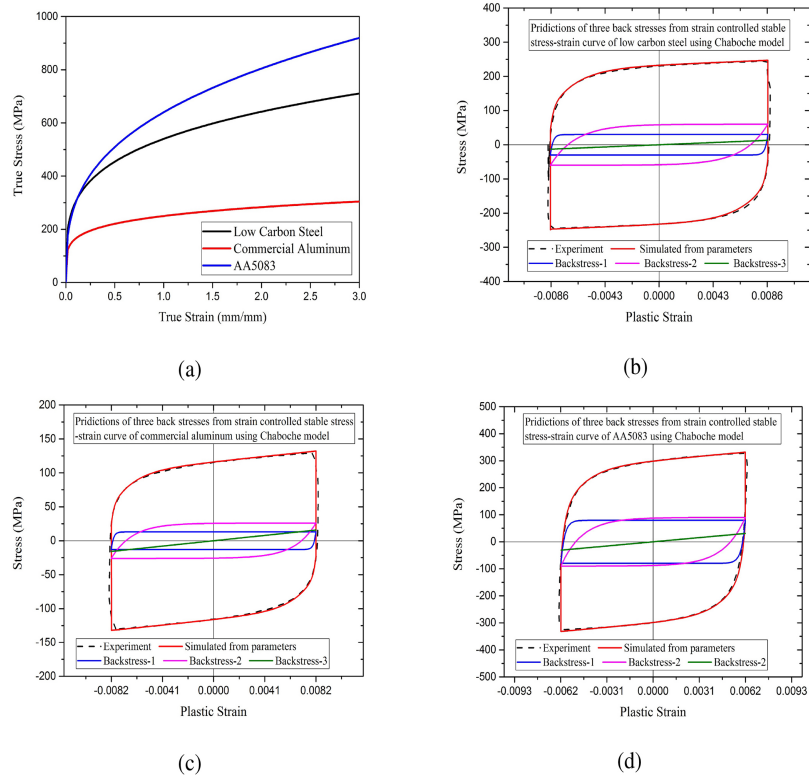 1000
800
600
400
200
0
True Stress (MPa)
0.0 0.5 1.0 1.5 2.0 2.5 3.0
True Strain (mm/mm)
Low Carbon Steel
Commercial Aluminum
AA5083
(a)
400
300
200
100
0
-100
-200
-300
-400
Stress (MPa)
Pridictions of three back stresses from strain controlled stable
stress-strain curve of low carbon steel using Chaboche model
Experiment Simulated from parameters
Backstress-1 Backstress-2 Backstress-3
-0.0086 -0.0043 0.0000 0.0043 0.0086
Plastic Strain
(b)
200
150
100
50
0
-50
-100
-150
-200
Stress (MPa)
Pridictions of three back stresses from strain controlled stable stress
-strain curve of commercial aluminum using Chaboche model
Experiment Simulated from parameters
Backstress-1 Backstress-2 Backstress-3
-0.0082 -0.0041 0.0000 0.0041 0.0082
Plastic Strain
(c)
500
400
300
200
100
0
-100
-200
-300
-400
-500
Stress (MPa)
Pridictions of three back stresses from strain controlled stable
stress-strain curve of AA5083 using Chaboche model
Experiment Simulated from parameters
Backstress-1 Backstress-2 Backstress-2
-0.0093 -0.0062 -0.0031 0.0000 0.0031 0.0062 0.0093
Plastic Strain
(d)